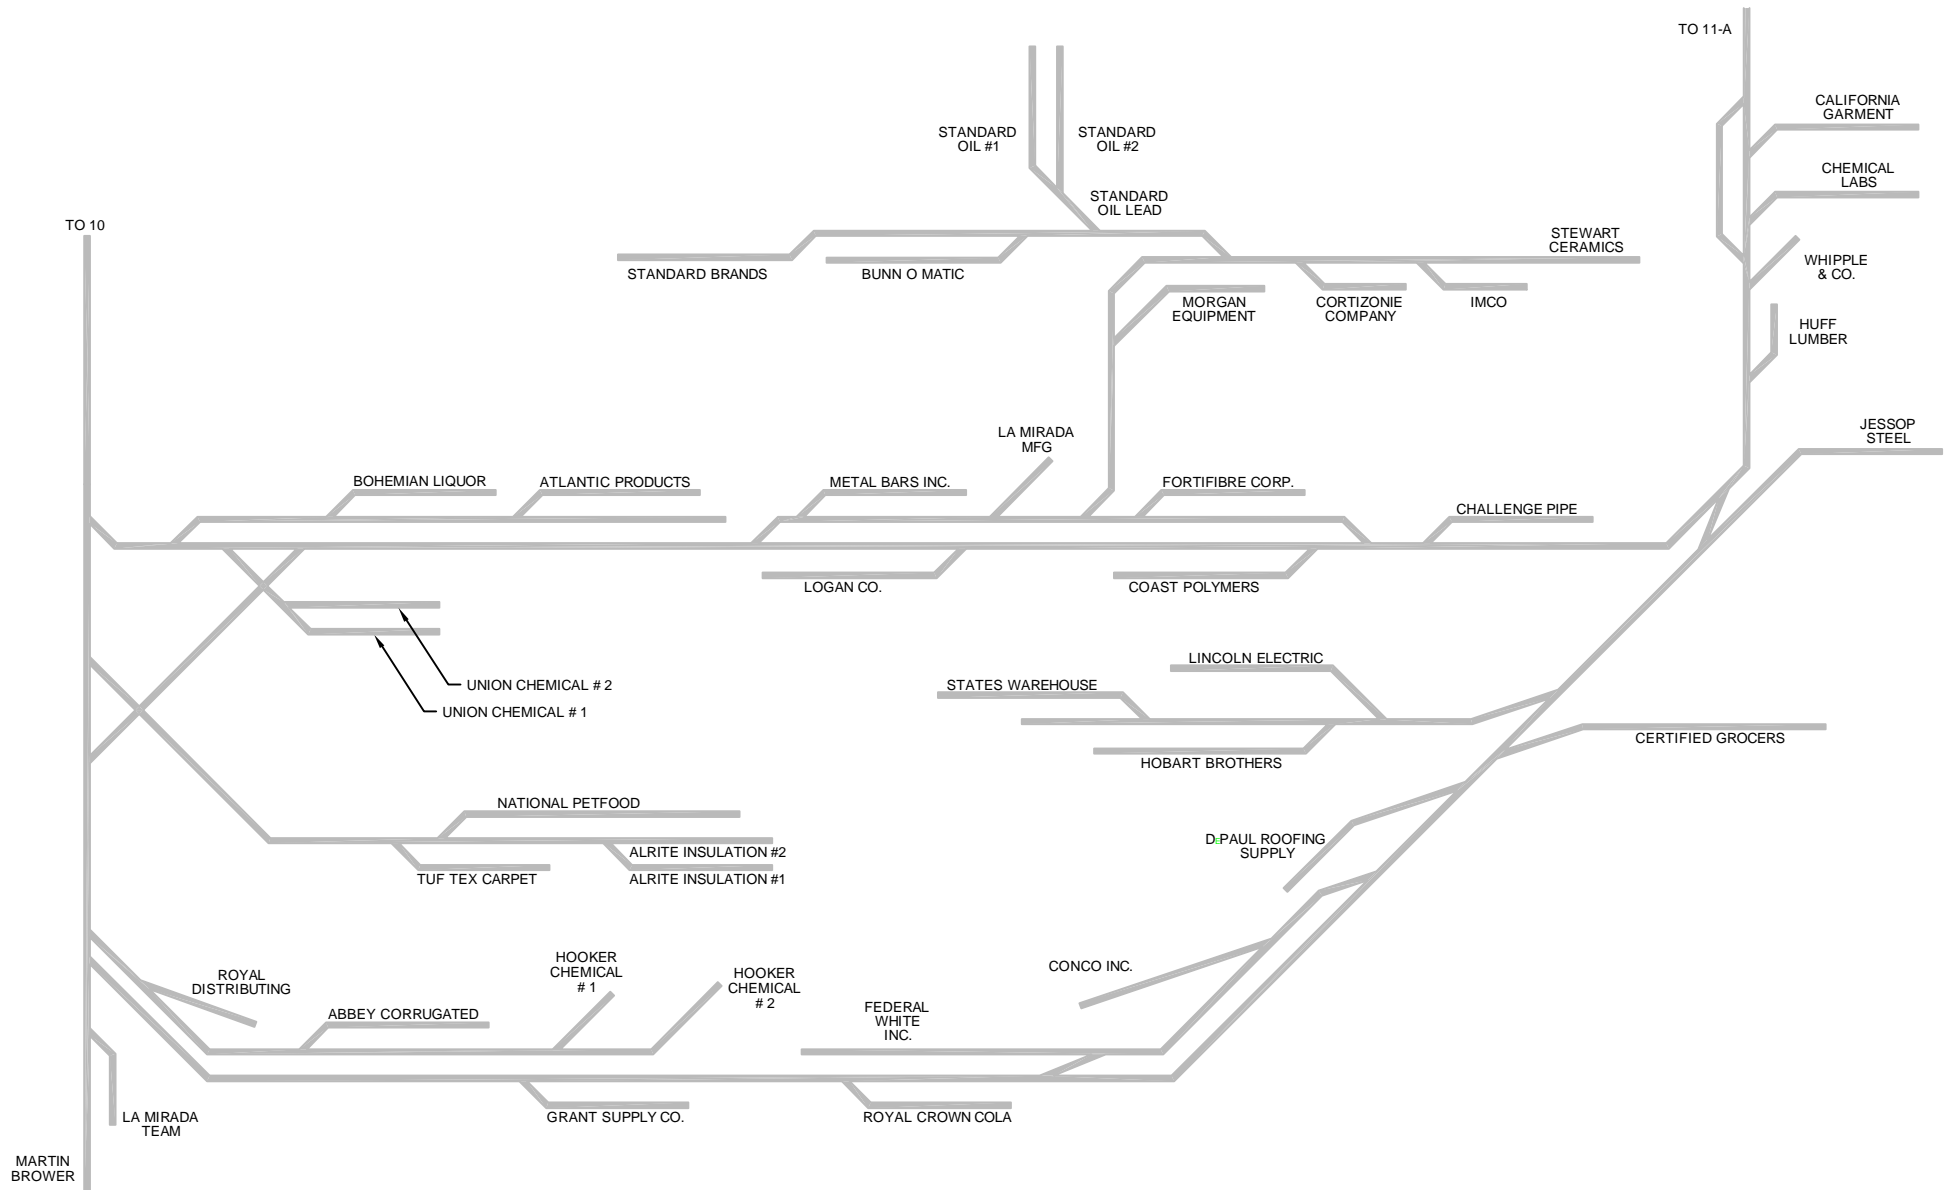 TO 11-A
CALIFORNIA
GARMENT
STANDARD
OIL #1
STANDARD
OIL #2
CHEMICAL
LABS
STANDARD
OIL LEAD
TO 10
STEWART
CERAMICS
WHIPPLE
& CO.
STANDARD BRANDS
BUNN O MATIC
MORGAN
EQUIPMENT
CORTIZONIE
COMPANY
IMCO
HUFF
LUMBER
LA MIRADA
MFG
JESSOP
STEEL
BOHEMIAN LIQUOR
ATLANTIC PRODUCTS
METAL BARS INC.
FORTIFIBRE CORP.
CHALLENGE PIPE
LOGAN CO.
COAST POLYMERS
LINCOLN ELECTRIC
STATES WAREHOUSE
UNION CHEMICAL # 2
UNION CHEMICAL # 1
CERTIFIED GROCERS
HOBART BROTHERS
NATIONAL PETFOOD
DePAUL ROOFING
SUPPLY
ALRITE INSULATION #2
TUF TEX CARPET
ALRITE INSULATION #1
HOOKER
CHEMICAL
# 1
HOOKER
CHEMICAL
# 2
CONCO INC.
ROYAL
DISTRIBUTING
ABBEY CORRUGATED
FEDERAL
WHITE
INC.
LA MIRADA
TEAM
GRANT SUPPLY CO.
ROYAL CROWN COLA
MARTIN
BROWER